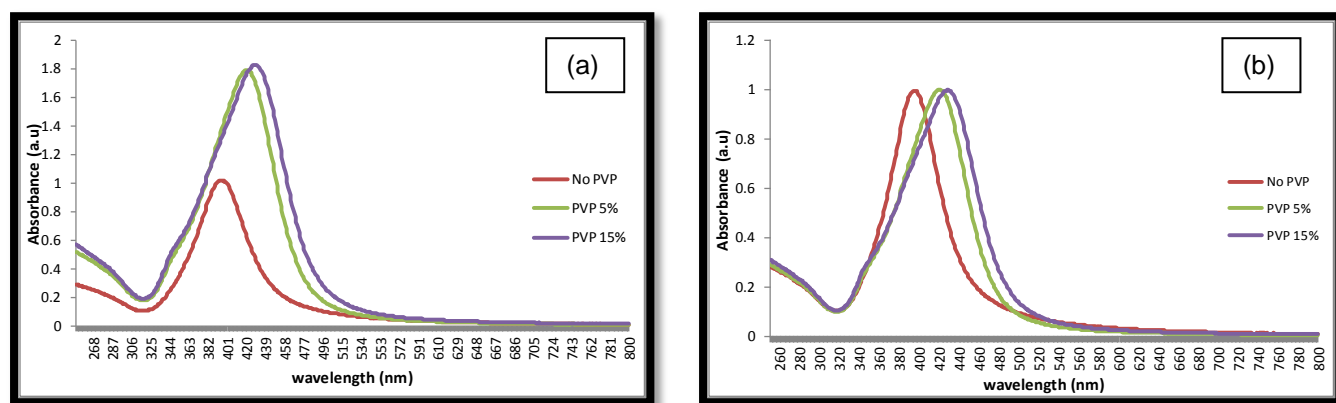 (a)
Absorbance (a.u)
2
1.8
1.6
1.4
1.2
1
0.8
0.6
0.4
0.2
0
No PVP
PVP 5%
PVP 15%
268 287 306 325 344 363 382 401 420 439 458 477 496 515 534 553 572 591 610 629 648 667 686 705 724 743 762 781 800
wavelength (nm)
(b)
Absorbance (a.u)
1.2
1
0.8
0.6
0.4
0.2
0
No PVP
PVP 5%
PVP 15%
260 280 300 320 340 360 380 400 420 440 460 480 500 520 540 560 580 600 620 640 660 680 700 720 740 760 780 800
wavelength (nm)